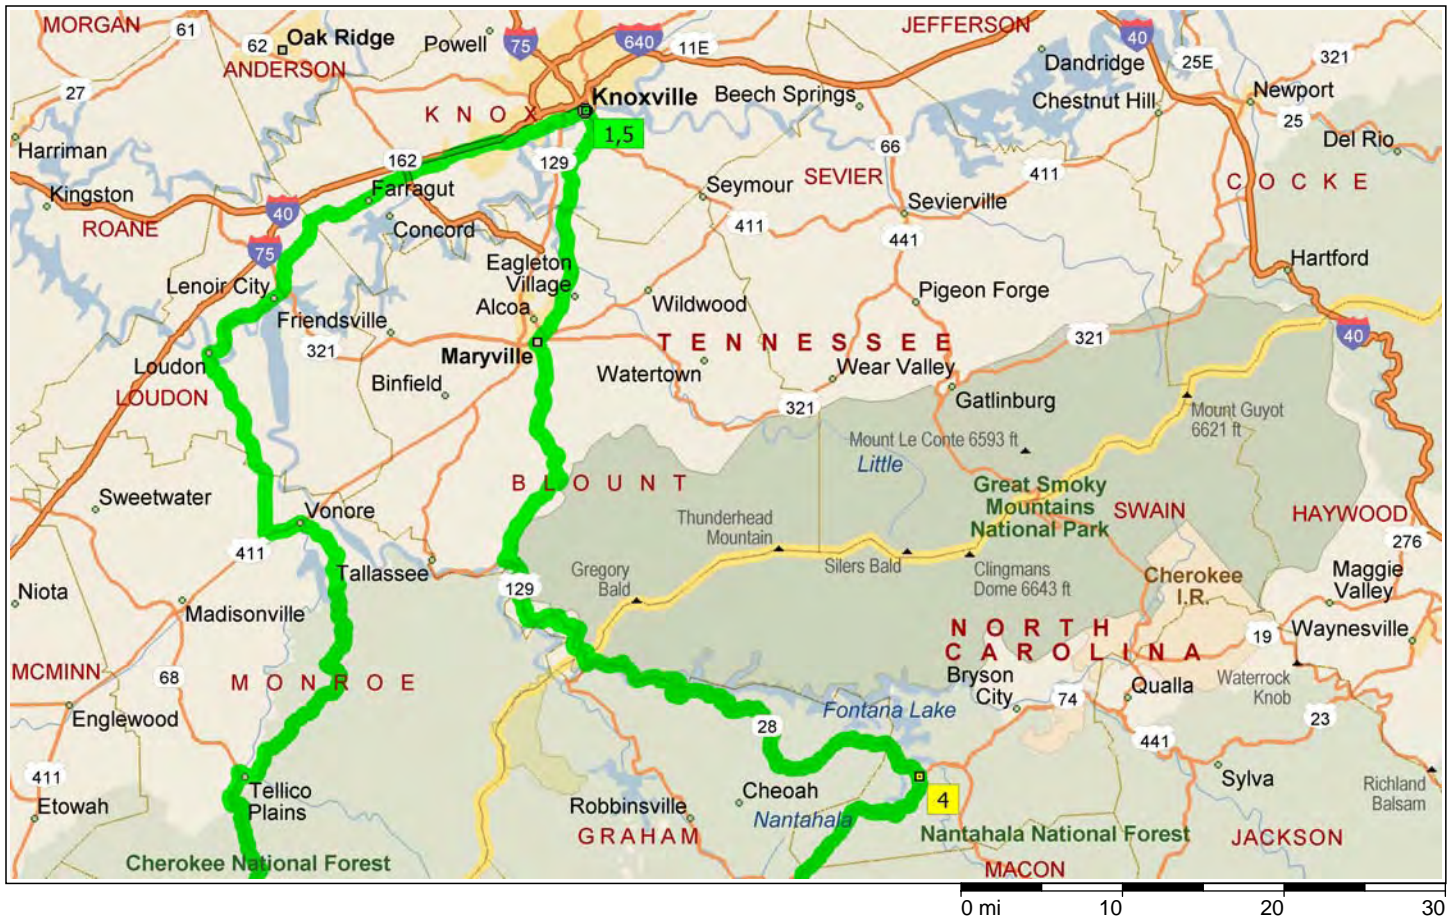 MORGAN
61
62
Oak Ridge
Powell
75
640
11E
JEFFERSON
40
25E
321
ANDERSON
Dandridge
27
K N O X
Knoxville
Beech Springs
Chestnut Hill
Newport
25
1,5
Harriman
162
129
66
Del Rio
Kingston
Farragut
Seymour
SEVIER
411
C O C K E
40
ROANE
Concord
411
Sevierville
75
441
Hartford
Lenoir City
Eagleton
Village
Alcoa
Wildwood
Pigeon Forge
Friendsville
321
Maryville
T E N N E S S E E
321
40
Loudon
Binfield
Watertown
Wear Valley
LOUDON
321
Gatlinburg
Mount Guyot
6621 ft
Mount Le Conte 6593 ft
Little
B L O U N T
Great Smoky
Mountains
National Park
Sweetwater
Vonore
Thunderhead
Mountain
SWAIN
HAYWOOD
411
276
Tallassee
Gregory
Bald
Silers Bald
Clingmans
Dome 6643 ft
Cherokee
I.R.
Maggie
Valley
Niota
129
Madisonville
N O R T H
C A R O L I N A
19
Waynesville
MCMINN
68
M O N R O E
Bryson
City
74
Qualla
Waterrock
Knob
Englewood
Fontana Lake
28
23
441
411
Tellico
Plains
Sylva
Richland
Balsam
Etowah
Robbinsville
Cheoah
4
Nantahala
GRAHAM
Nantahala National Forest
JACKSON
Cherokee National Forest
MACON
0 mi
10
20
30